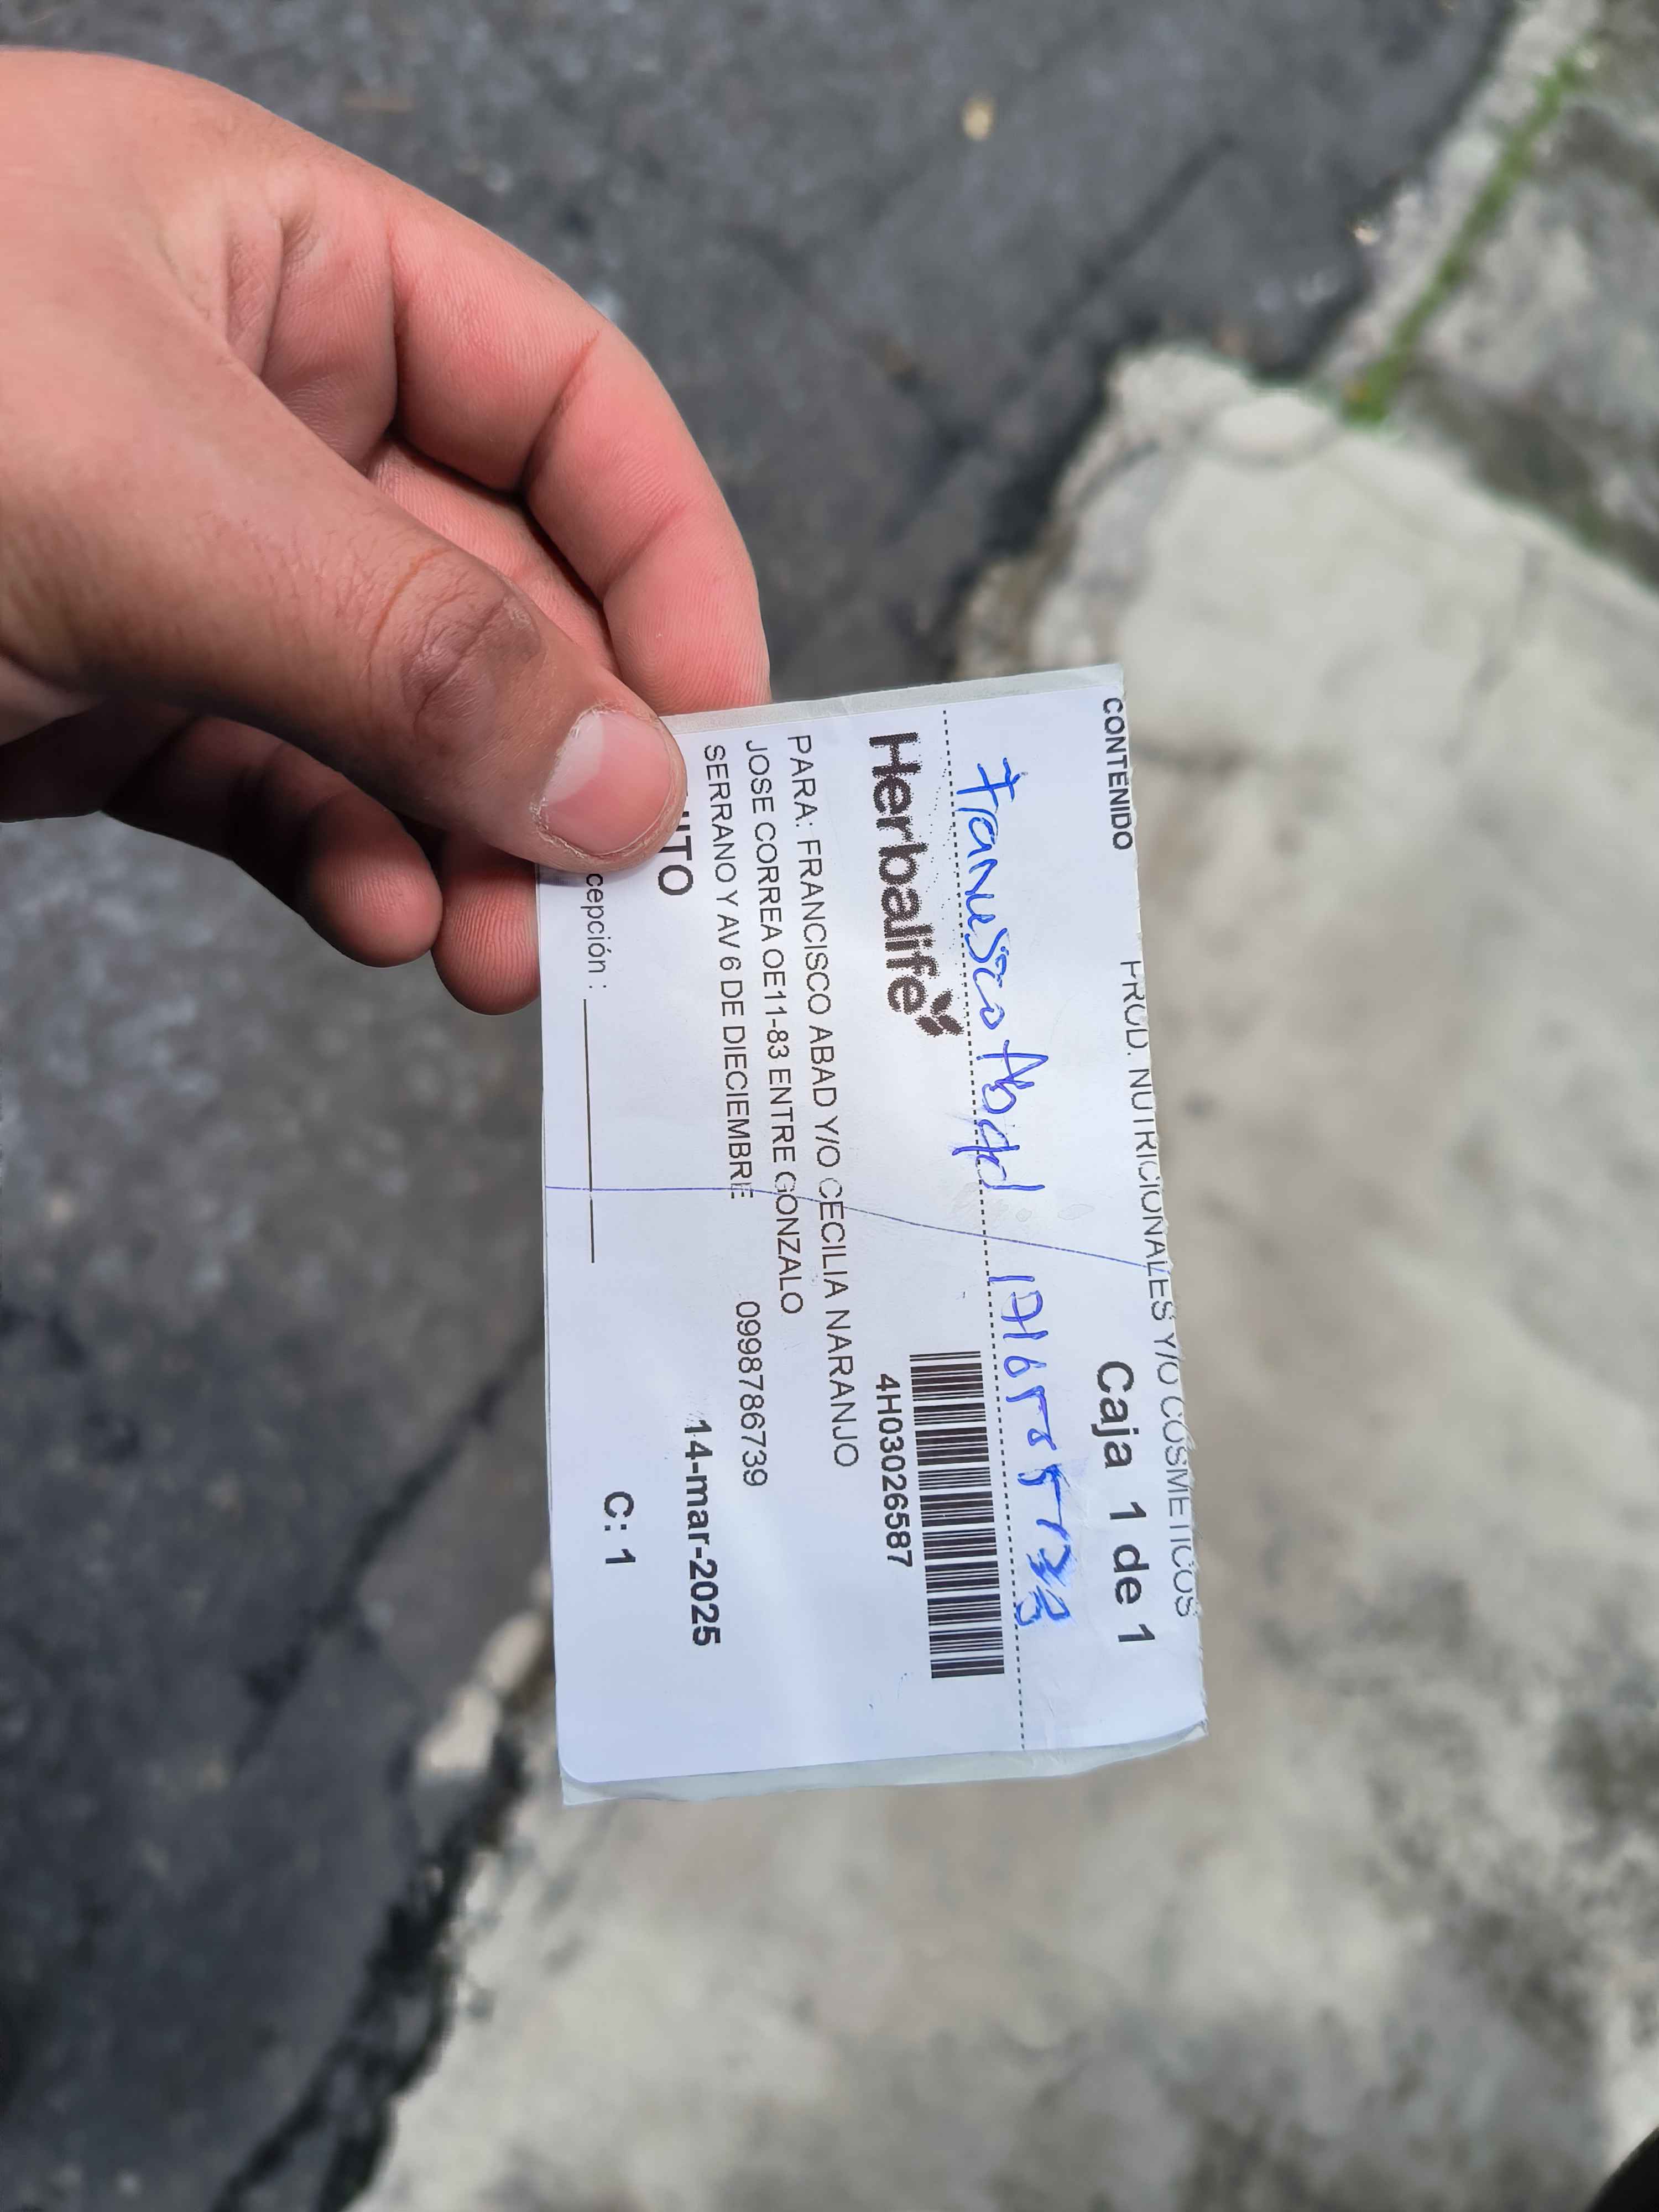 CONTENIDO PROD. NUTRICIONALES Y/O COSMETICOS
Caja 1 de 1
Francisco Abad
Herbalife
4H03026587
PARA: FRANCISCO ABAD Y/O CECILIA NARANJO
JOSE CORREA OE11-83 ENTRE GONZALO
SERRANO Y AV 6 DE DIECIEMBRE 0998786739
14-mar-2025
C: 1